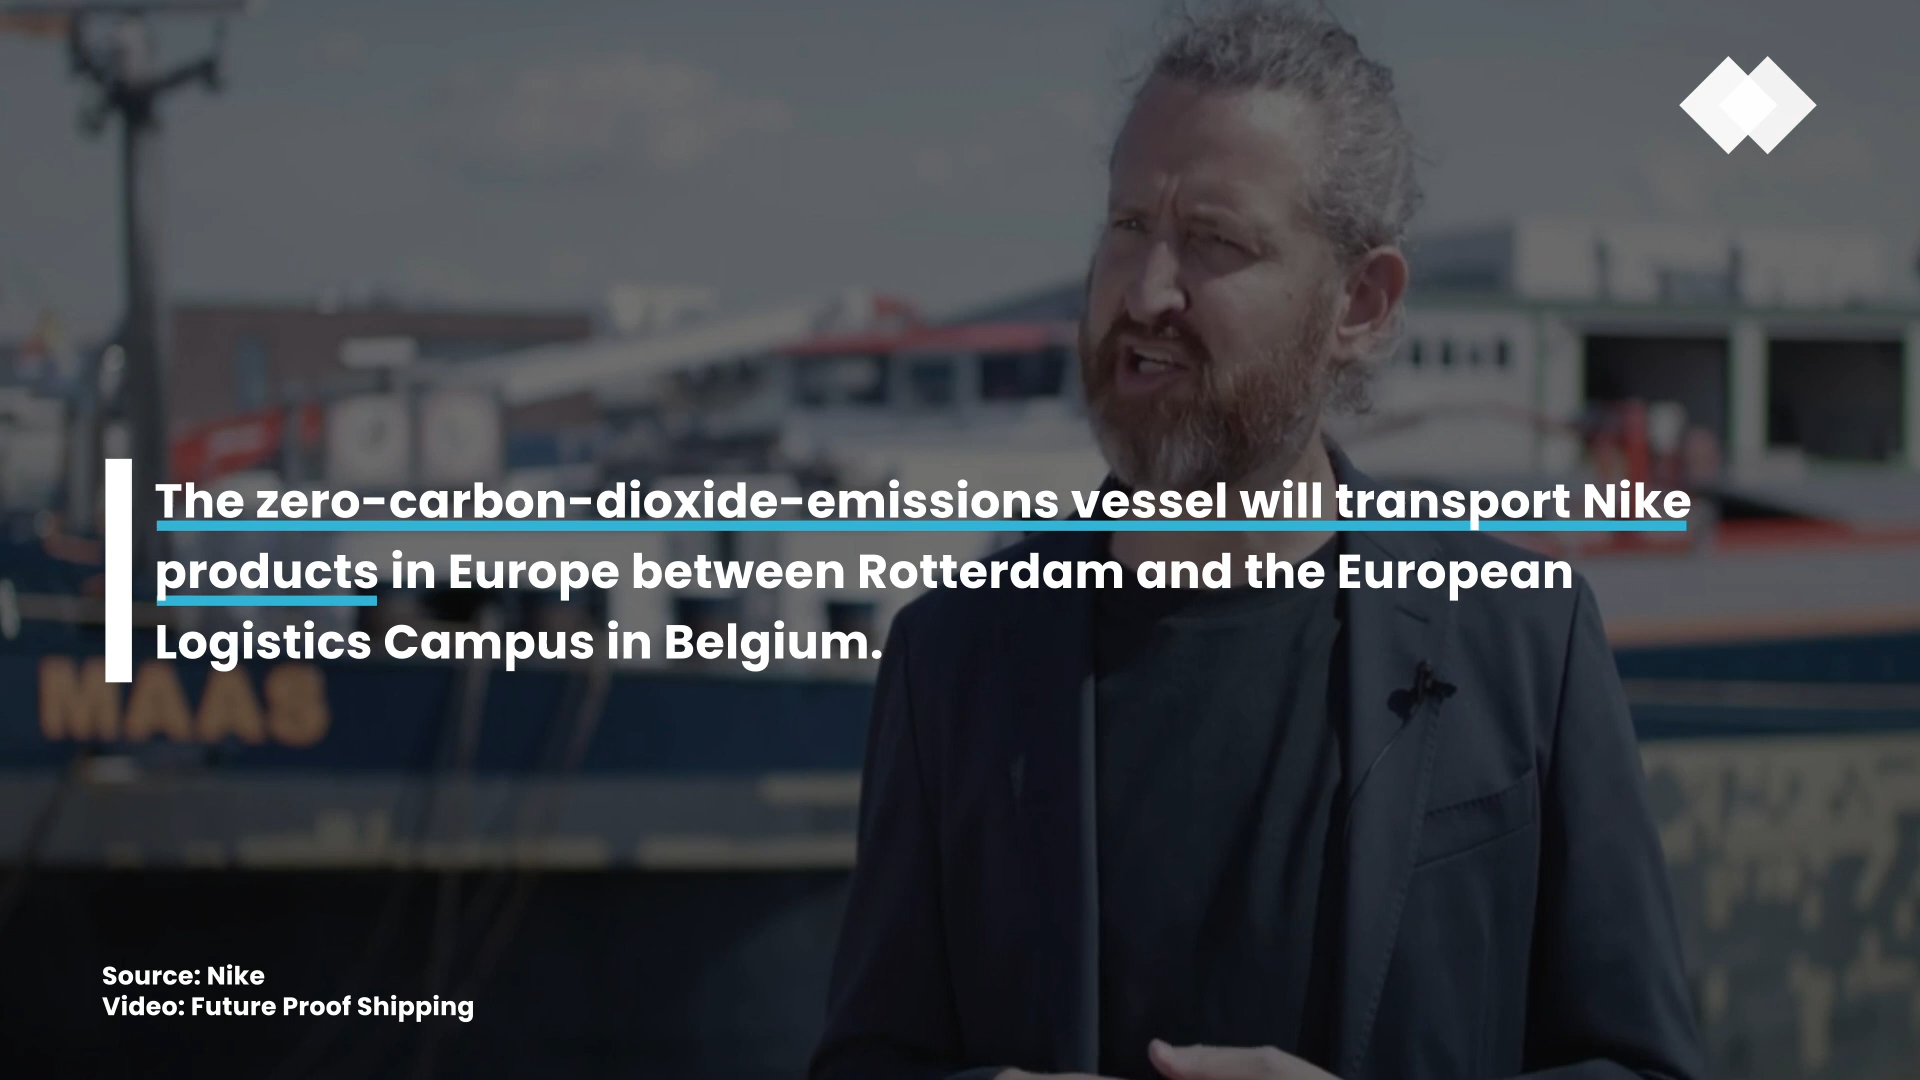 The zero-carbon-dioxide-emissions vessel will transport Nike
products in Europe between Rotterdam and the European
Logistics Campus in Belgium.
MAAS
Source: Nike
Video: Future Proof Shipping